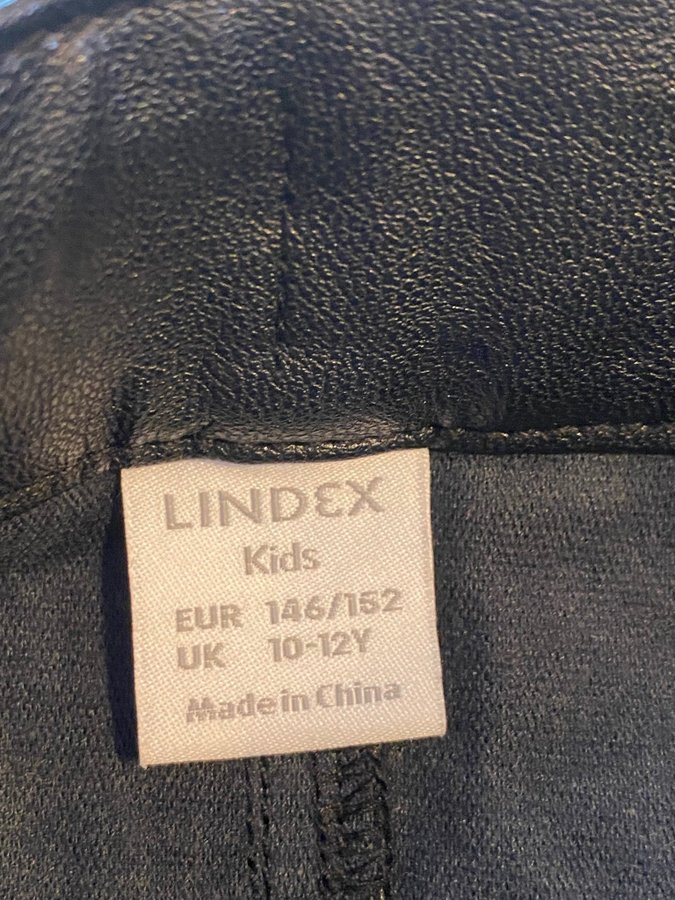 LINDEX
Kids
EUR 146/152
UK 10-12Y
Made in China